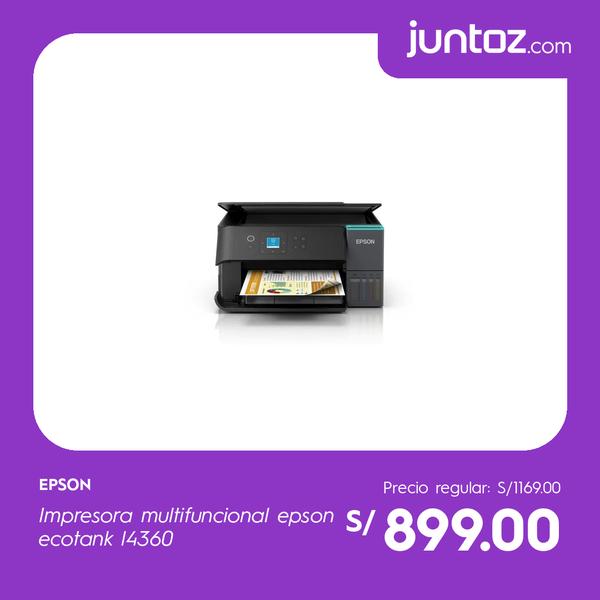 juntoz.com
EPSON
EPSON
Precio regular: S/1169.00
Impresora multifuncional epson
ecotank l4360
S/ 899.00